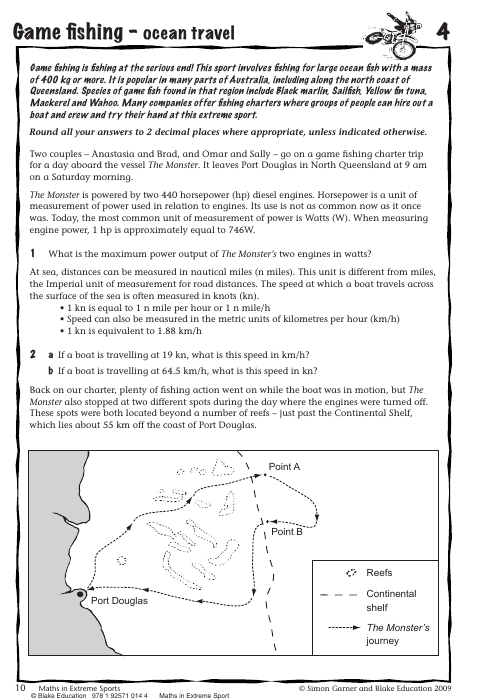 Game fishing – ocean travel
4
Game fishing is fishing at the serious end! This sport involves fishing for large ocean fish with a mass
of 400 kg or more. It is popular in many parts of Australia, including along the north coast of
Queensland. Species of game fish found in that region include Black marlin, Sailfish, Yellow fin tuna,
Mackerel and Wahoo. Many companies offer fishing charters where groups of people can hire out a
boat and crew and try their hand at this extreme sport.
Round all your answers to 2 decimal places where appropriate, unless indicated otherwise.
Two couples – Anastasia and Brad, and Omar and Sally – go on a game fishing charter trip
for a day aboard the vessel The Monster. It leaves Port Douglas in North Queensland at 9 am
on a Saturday morning.
The Monster is powered by two 440 horsepower (hp) diesel engines. Horsepower is a unit of
measurement of power used in relation to engines. Its use is not as common now as it once
was. Today, the most common unit of measurement of power is Watts (W). When measuring
engine power, 1 hp is approximately equal to 746W.
1 What is the maximum power output of The Monster's two engines in watts?
At sea, distances can be measured in nautical miles (n miles). This unit is different from miles,
the Imperial unit of measurement for road distances. The speed at which a boat travels across
the surface of the sea is often measured in knots (kn).
• 1 kn is equal to 1 n mile per hour or 1 n mile/h
• Speed can also be measured in the metric units of kilometres per hour (km/h)
• 1 kn is equivalent to 1.88 km/h
2 a If a boat is travelling at 19 kn, what is this speed in km/h?
b If a boat is travelling at 64.5 km/h, what is this speed in kn?
Back on our charter, plenty of fishing action went on while the boat was in motion, but The
Monster also stopped at two different spots during the day where the engines were turned off.
These spots were both located beyond a number of reefs – just past the Continental Shelf,
which lies about 55 km off the coast of Port Douglas.
Point A
Point B
Port Douglas
Reefs
Continental
shelf
The Monster's
journey
10 Maths in Extreme Sports
© Simon Garner and Blake Education 2009
© Blake Education 978 1 92571 014 4 Maths in Extreme Sports